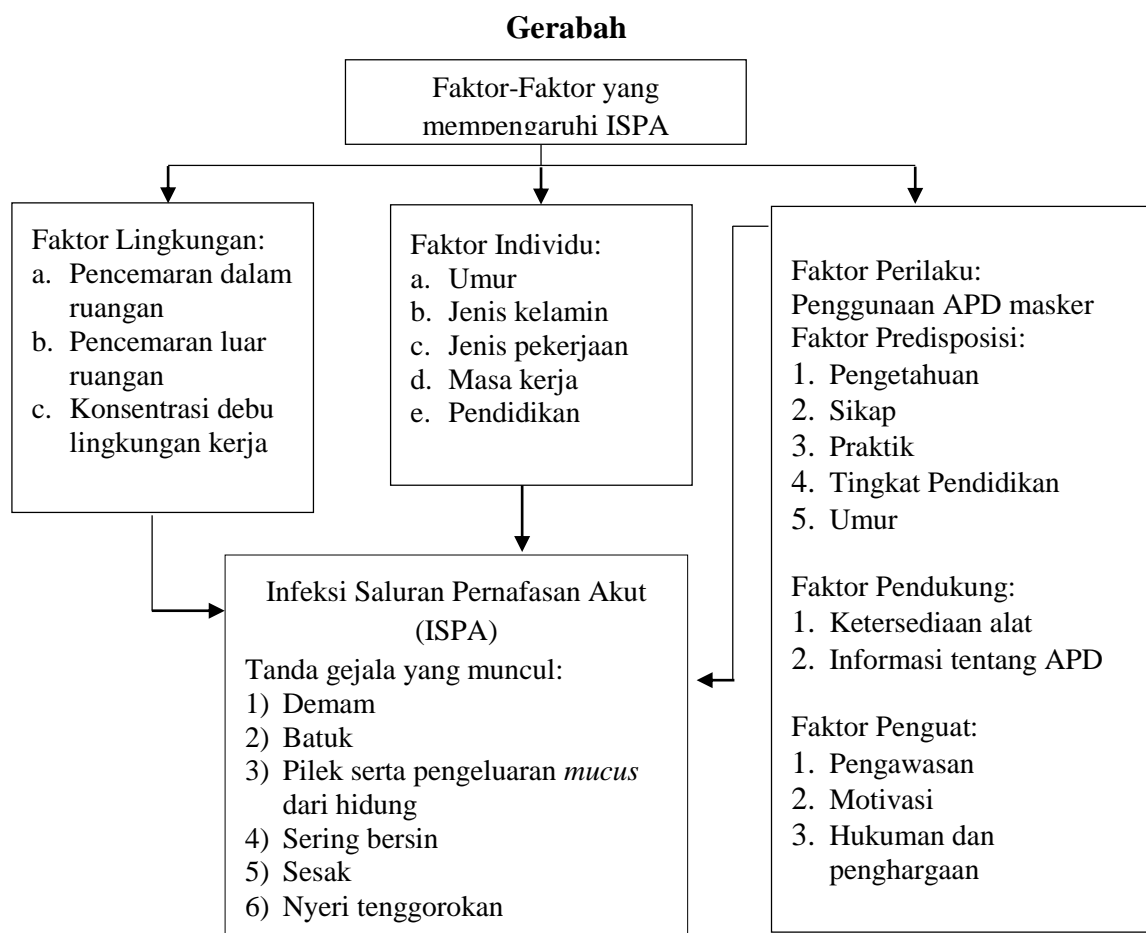 Gerabah
Faktor-Faktor yang
mempengaruhi ISPA
Faktor Lingkungan:
a. Pencemaran dalam
ruangan
b. Pencemaran luar
ruangan
c. Konsentrasi debu
lingkungan kerja
Faktor Individu:
a. Umur
b. Jenis kelamin
c. Jenis pekerjaan
d. Masa kerja
e. Pendidikan
Faktor Perilaku:
Penggunaan APD masker
Faktor Predisposisi:
1. Pengetahuan
2. Sikap
3. Praktik
4. Tingkat Pendidikan
5. Umur
Faktor Pendukung:
1. Ketersediaan alat
2. Informasi tentang APD
Faktor Penguat:
1. Pengawasan
2. Motivasi
3. Hukuman dan
penghargaan
Infeksi Saluran Pernafasan Akut
(ISPA)
Tanda gejala yang muncul:
1) Demam
2) Batuk
3) Pilek serta pengeluaran mucus
dari hidung
4) Sering bersin
5) Sesak
6) Nyeri tenggorokan